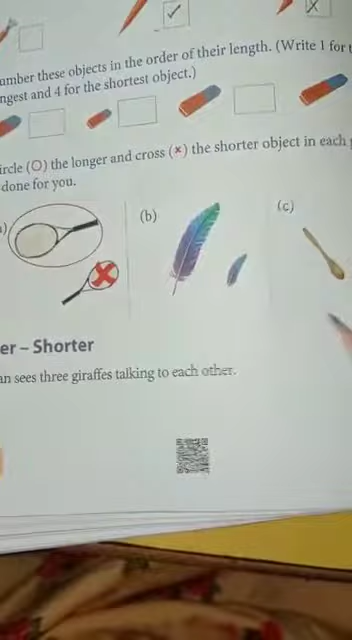 umber these objects in the order of their length. (Write 1 for
ngest and 4 for the shortest object.)
ircle (O) the longer and cross (×) the shorter object in each
done for you.
(b)
(c)
er – Shorter
an sees three giraffes talking to each other.